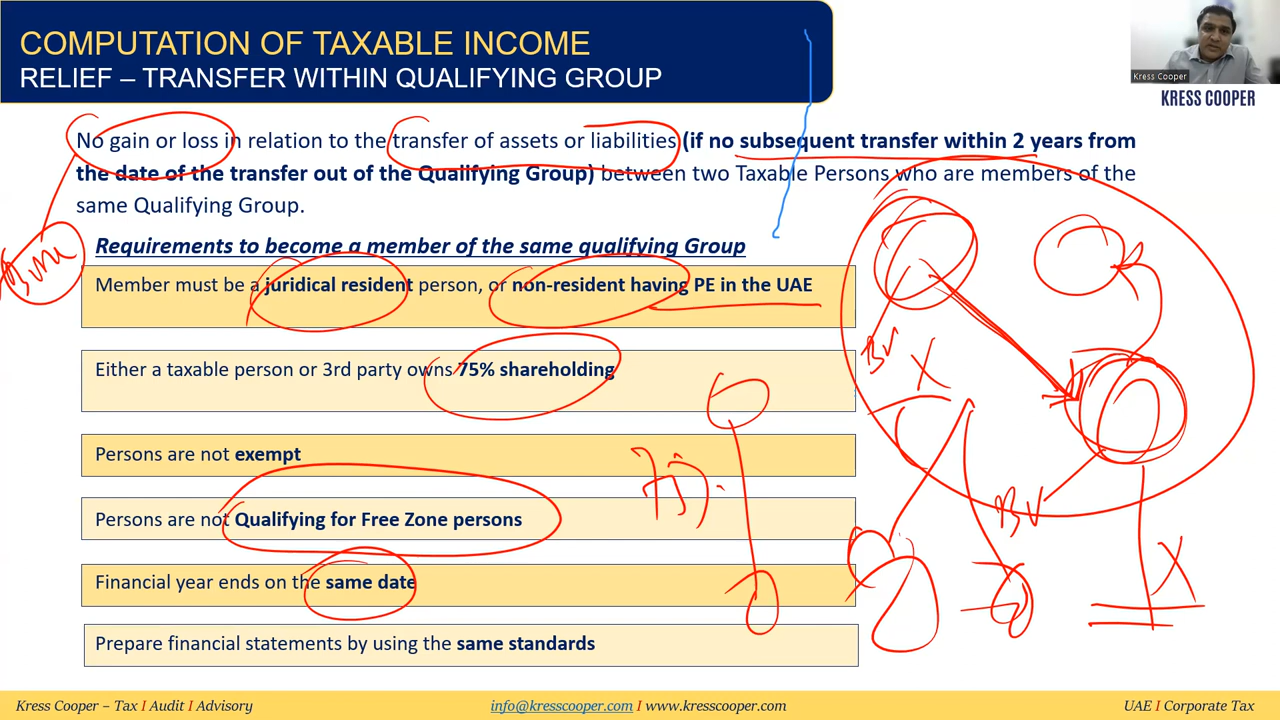 COMPUTATION OF TAXABLE INCOME
RELIEF – TRANSFER WITHIN QUALIFYING GROUP
Kress Cooper
KRESS COOPER
No gain or loss in relation to the transfer of assets or liabilities (if no subsequent transfer within 2 years from
the date of the transfer out of the Qualifying Group) between two Taxable Persons who are members of the
same Qualifying Group.
Requirements to become a member of the same qualifying Group
Member must be a juridical resident person, or non-resident having PE in the UAE
Either a taxable person or 3rd party owns 75% shareholding
Persons are not exempt
Persons are not Qualifying for Free Zone persons
Financial year ends on the same date
Prepare financial statements by using the same standards
BV
X
BV
X
Kress Cooper – Tax I Audit I Advisory
info@kresscooper.com I www.kresscooper.com
UAE I Corporate Tax